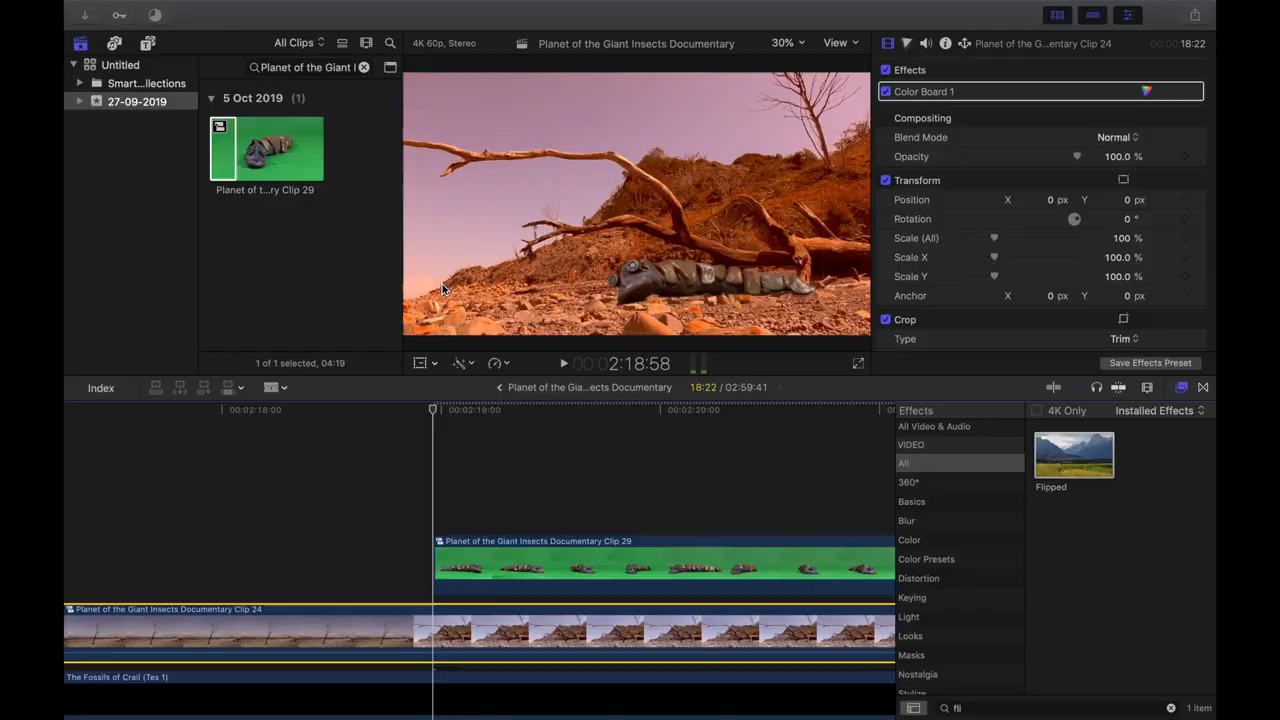 All Clips
4K 60p, Stereo
Planet of the Giant Insects Documentary
30%
View
Planet of the G...entary Clip 24
00:00 18:22
Untitled
Smart...llections
27-09-2019
Planet of the Giant I
5 Oct 2019 (1)
Planet of t...ry Clip 29
1 of 1 selected, 04:19
00:00 2:18:58
Effects
Color Board 1
Compositing
Blend Mode Normal
Opacity 100.0 %
Transform
Position X 0 px Y 0 px
Rotation 0 °
Scale (All) 100 %
Scale X 100.0 %
Scale Y 100.0 %
Anchor X 0 px Y 0 px
Crop
Type Trim
Save Effects Preset
Index
Planet of the Gia...ects Documentary
18:22 / 02:59:41
00:02:18:00
00:02:19:00
00:02:20:00
Planet of the Giant Insects Documentary Clip 29
Planet of the Giant Insects Documentary Clip 24
The Fossils of Crail (Tes 1)
Effects
4K Only
Installed Effects
All Video & Audio
VIDEO
All
360°
Basics
Blur
Color
Color Presets
Distortion
Keying
Light
Looks
Masks
Nostalgia
Stylize
Flipped
fli
1 item